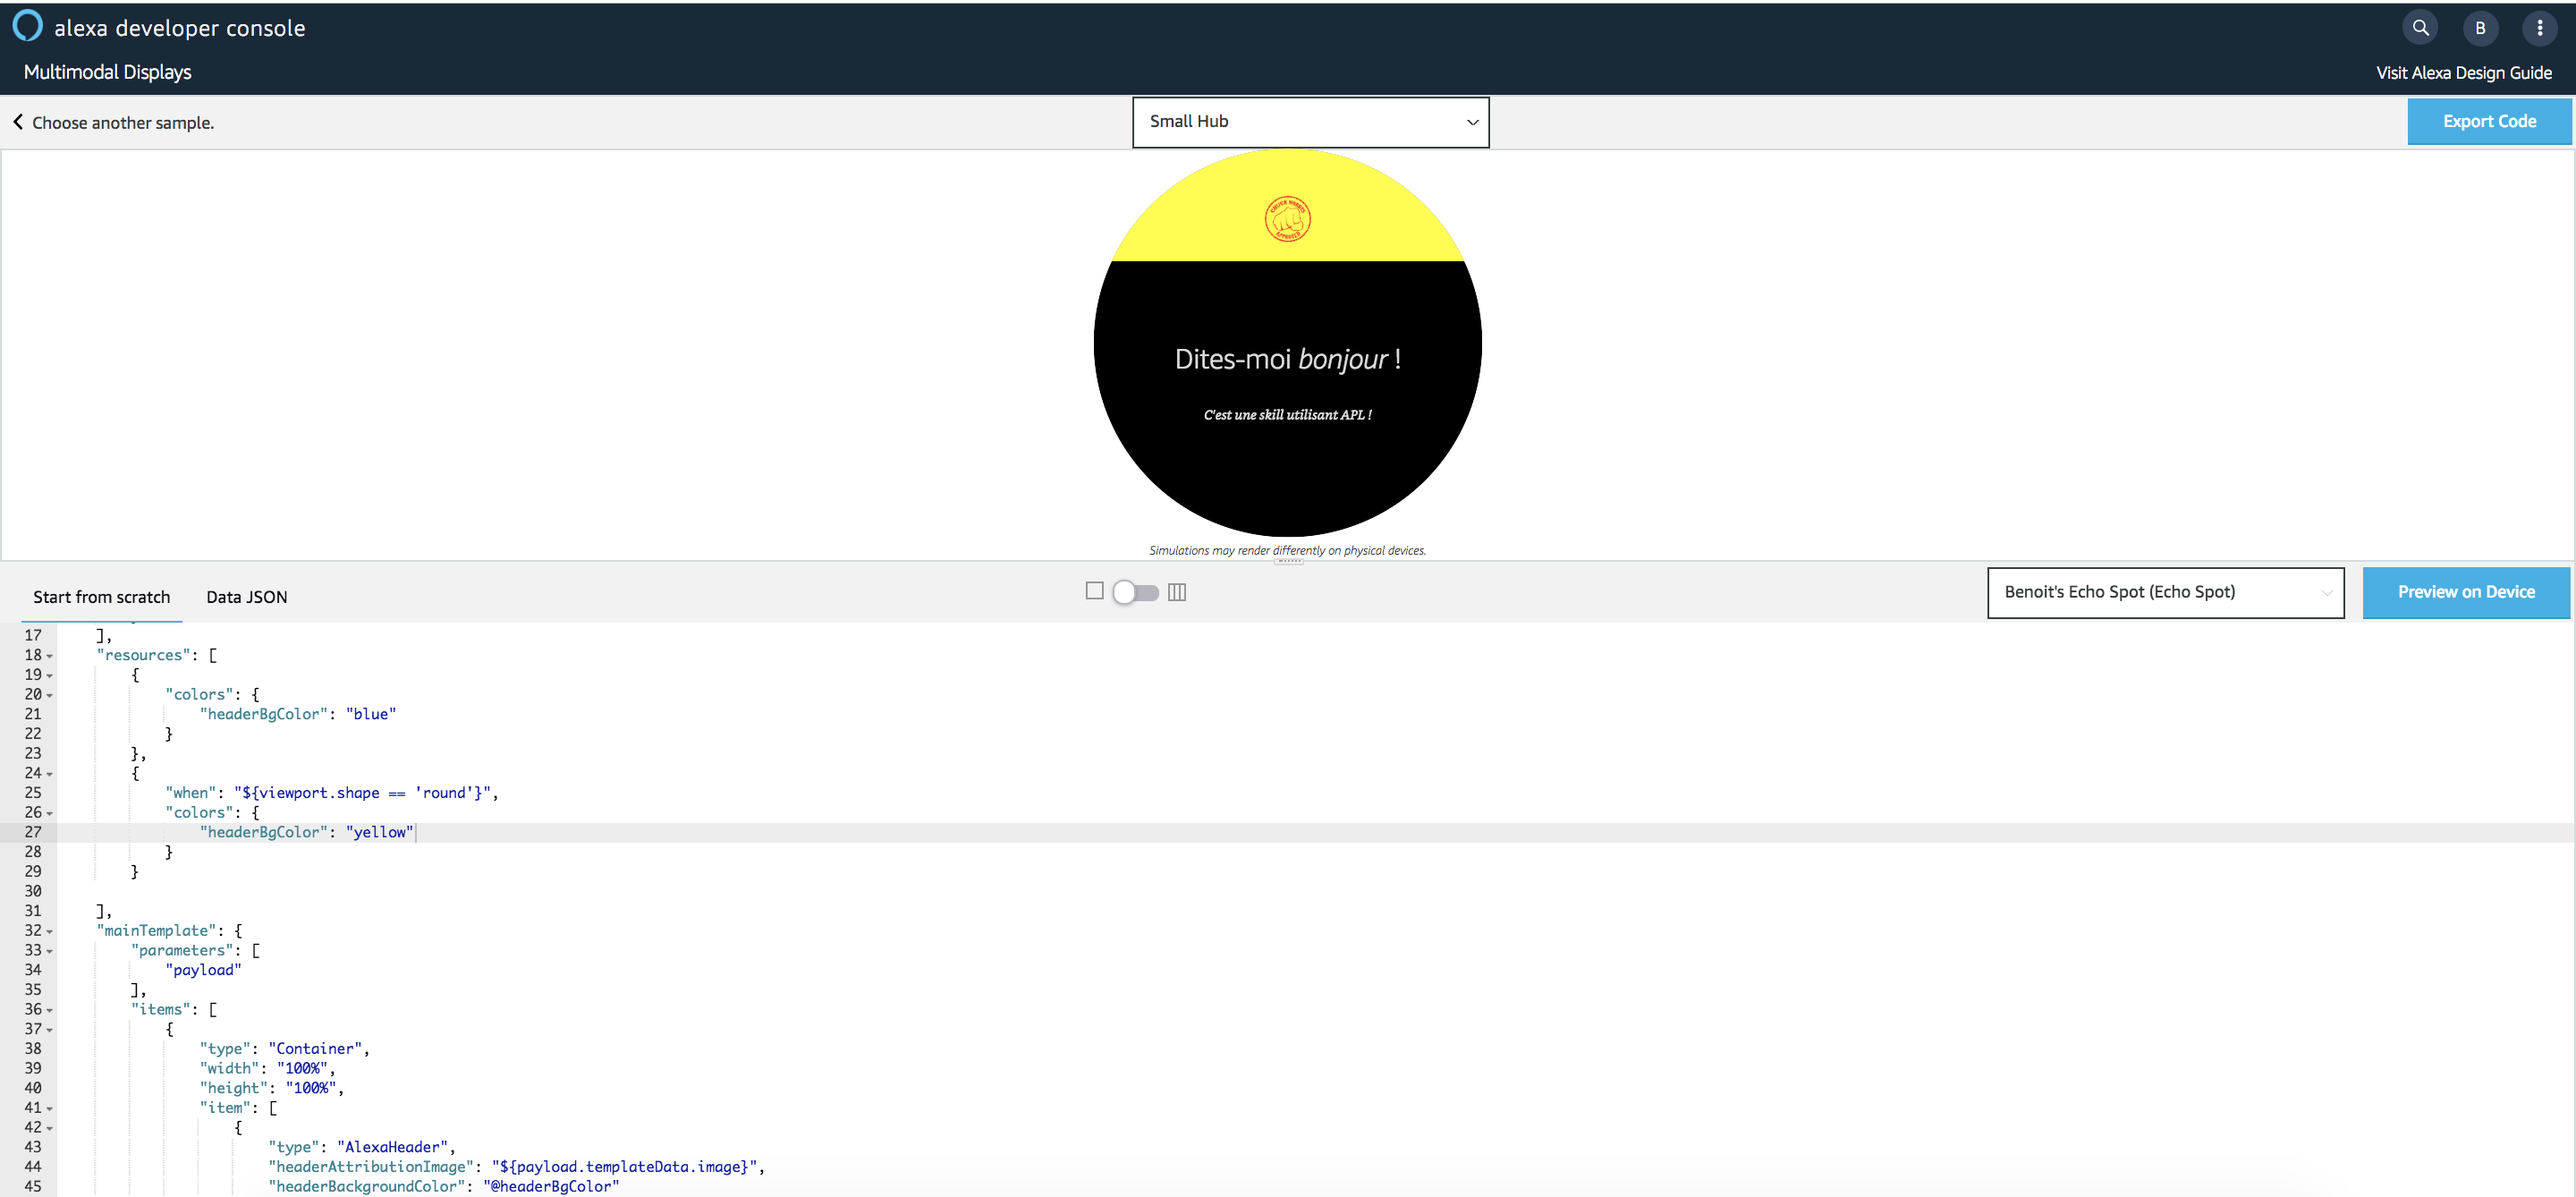 alexa developer console
B
Multimodal Displays
Visit Alexa Design Guide
Choose another sample.
Small Hub
Export Code
CHUCK NORRIS
APPROVED
Dites-moi bonjour !
C'est une skill utilisant APL !
Simulations may render differently on physical devices.
Start from scratch
Data JSON
Benoit's Echo Spot (Echo Spot)
Preview on Device
17 ],
18 "resources": [
19 {
20 "colors": {
21 "headerBgColor": "blue"
22 }
23 },
24 {
25 "when": "${viewport.shape == 'round'}",
26 "colors": {
27 "headerBgColor": "yellow"
28 }
29 }
30
31 ],
32 "mainTemplate": {
33 "parameters": [
34 "payload"
35 ],
36 "items": [
37 {
38 "type": "Container",
39 "width": "100%",
40 "height": "100%",
41 "item": [
42 {
43 "type": "AlexaHeader",
44 "headerAttributionImage": "${payload.templateData.image}",
45 "headerBackgroundColor": "@headerBgColor"